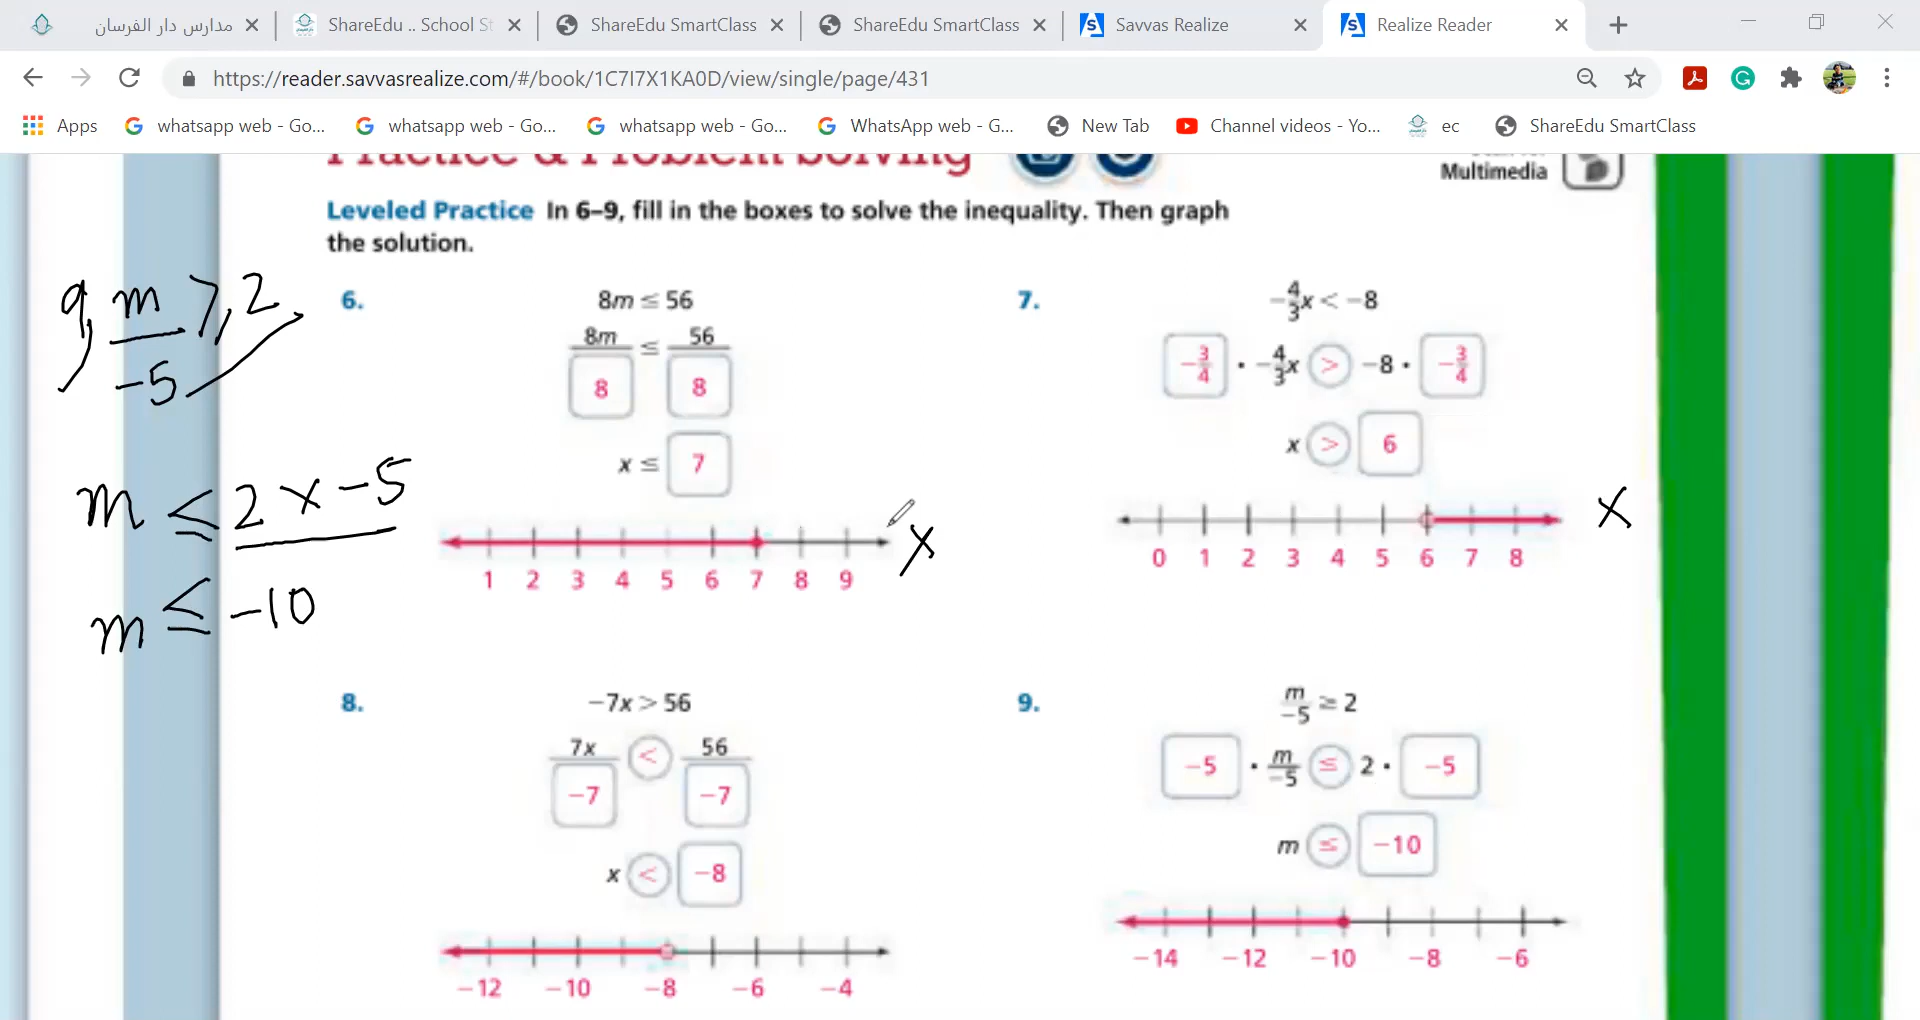 مدارس دار الفرسان
ShareEdu .. School St
ShareEdu SmartClass
ShareEdu SmartClass
Savvas Realize
Realize Reader
https://reader.savvasrealize.com/#/book/1C7I7X1KA0D/view/single/page/431
Apps
whatsapp web - Go...
whatsapp web - Go...
whatsapp web - Go...
WhatsApp web - G...
New Tab
Channel videos - Yo...
ec
ShareEdu SmartClass
Practice & Problem Solving
Multimedia
Leveled Practice In 6–9, fill in the boxes to solve the inequality. Then graph
the solution.
9, m/-5 ≥ 2
m ≤ 2 x -5
m ≤ -10
6.
8m ≤ 56
8m/8 ≤ 56/8
x ≤ 7
1 2 3 4 5 6 7 8 9
x
7.
-4/3x < -8
-3/4 · -4/3x > -8 · -3/4
x > 6
0 1 2 3 4 5 6 7 8
x
8.
-7x > 56
7x/-7 < 56/-7
x < -8
-12 -10 -8 -6 -4
9.
m/-5 ≥ 2
-5 · m/-5 ≤ 2 · -5
m ≤ -10
-14 -12 -10 -8 -6